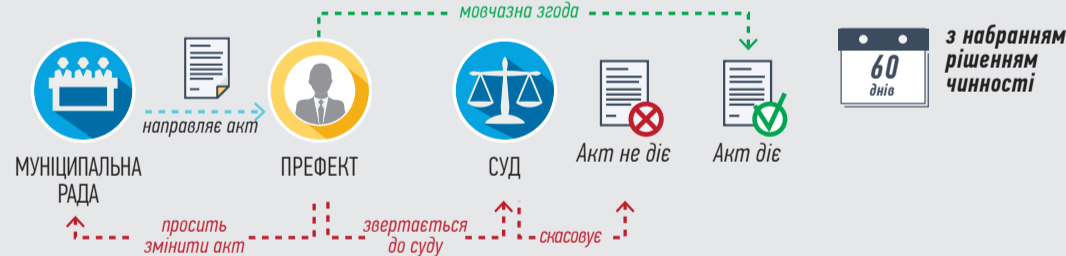 мовчазна згода
з набранням
рішенням
чинності
60
днів
направляє акт
МУНІЦИПАЛЬНА
РАДА
ПРЕФЕКТ
СУД
Акт не діє
Акт діє
просить
змінити акт
звертається
до суду
скасовує